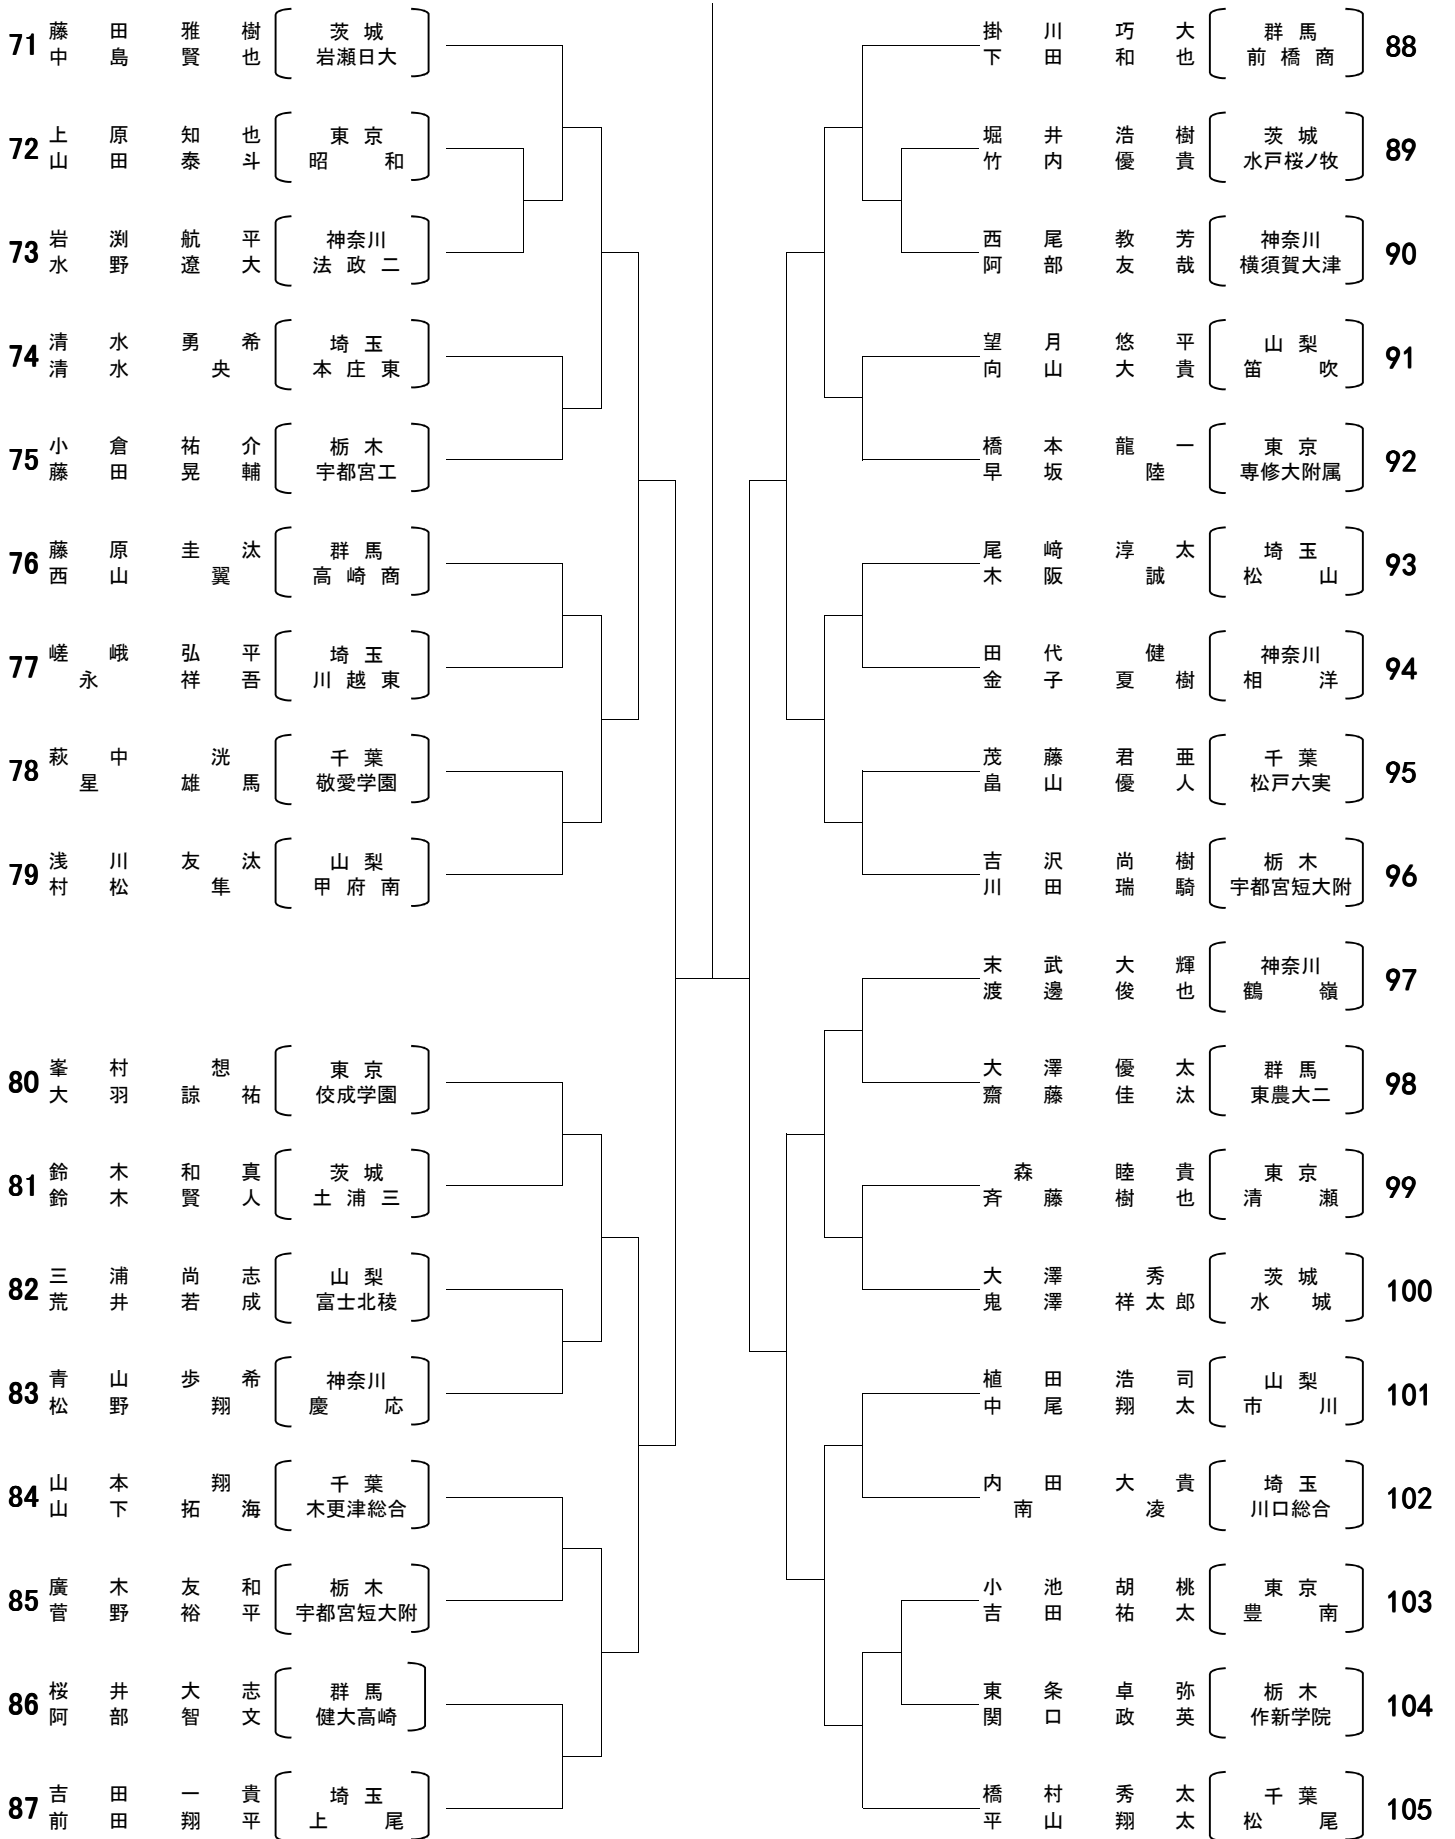 71 藤田雅樹 茨城
中島賢也 岩瀬日大
72 上原知也 東京
山田泰斗 昭和
73 岩渕航平 神奈川
水野遼大 法政二
74 清水勇希 埼玉
清水央 本庄東
75 小倉祐介 栃木
藤田晃輔 宇都宮工
76 藤原圭汰 群馬
西山翼 高崎商
77 嵯峨弘平 埼玉
永祥吾 川越東
78 萩中洸 千葉
星雄馬 敬愛学園
79 浅川友汰 山梨
村松隼 甲府南
80 峯村想 東京
大羽諒祐 佼成学園
81 鈴木和真 茨城
鈴木賢人 土浦三
82 三浦尚志 山梨
荒井若成 富士北稜
83 青山歩希 神奈川
松野翔 慶応
84 山本翔 千葉
山下拓海 木更津総合
85 廣木友和 栃木
菅野裕平 宇都宮短大附
86 桜井大志 群馬
阿部智文 健大高崎
87 吉田一貴 埼玉
前田翔平 上尾
掛川巧大 群馬 88
下田和也 前橋商
堀井浩樹 茨城 89
竹内優貴 水戸桜ノ牧
西尾教芳 神奈川 90
阿部友哉 横須賀大津
望月悠平 山梨 91
向山大貴 笛吹
橋本龍一 東京 92
早坂陸 専修大附属
尾﨑淳太 埼玉 93
木阪誠 松山
田代健 神奈川 94
金子夏樹 相洋
茂藤君亜 千葉 95
畠山優人 松戸六実
吉沢尚樹 栃木 96
川田瑞騎 宇都宮短大附
末武大輝 神奈川 97
渡邊俊也 鶴嶺
大澤優太 群馬 98
齋藤佳汰 東農大二
森睦貴 東京 99
斉藤樹也 清瀬
大澤秀 茨城 100
鬼澤祥太郎 水城
植田浩司 山梨 101
中尾翔太 市川
内田大貴 埼玉 102
南凌 川口総合
小池胡桃 東京 103
吉田祐太 豊南
東条卓弥 栃木 104
関口政英 作新学院
橋村秀太 千葉 105
平山翔太 松尾